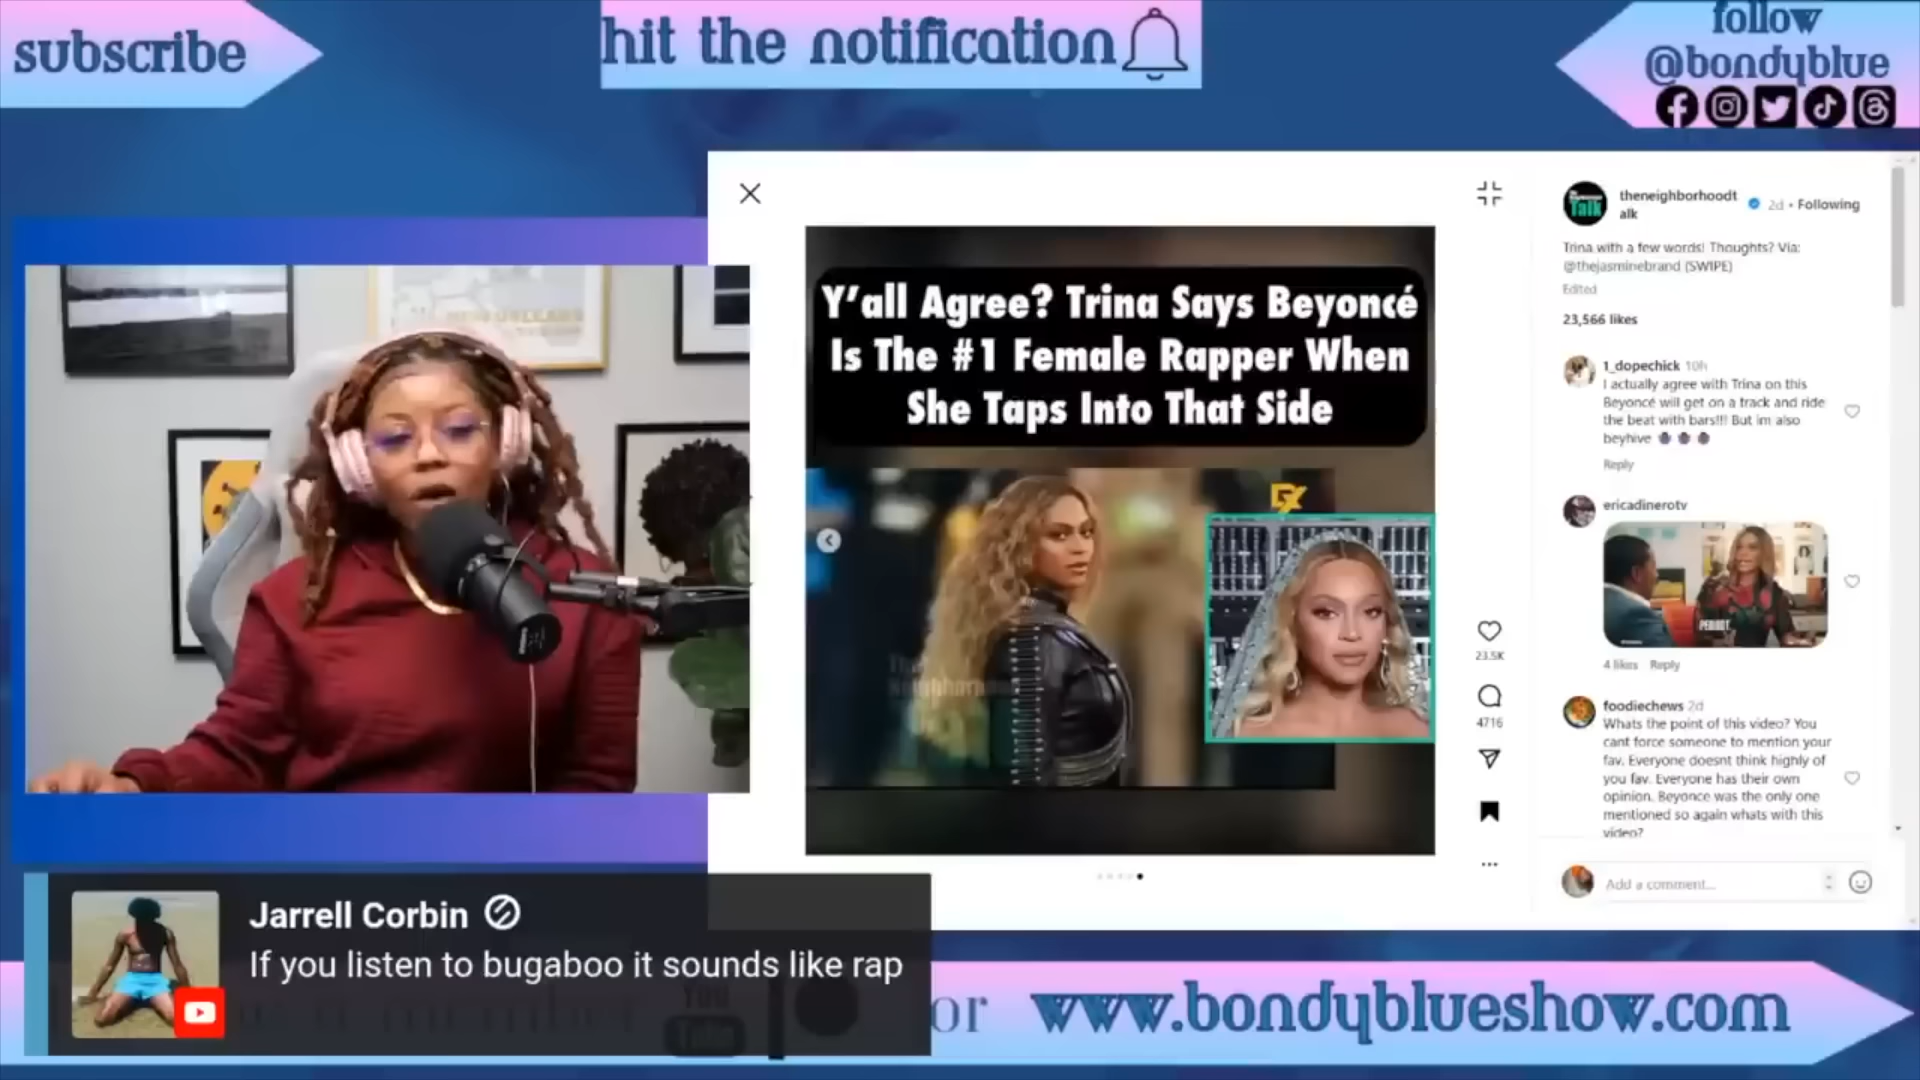 subscribe
hit the notification
follow
@bondyblue
theneighborhoodt
alk
2d • Following
Trina with a few words! Thoughts? Via:
@thejasminebrand (SWIPE)
Edited
23,566 likes
1_dopechick 10h
I actually agree with Trina on this
Beyoncé will get on a track and ride
the beat with bars!!! But im also
beyhive
Reply
ericadinerotv
4 likes Reply
foodiechews 2d
Whats the point of this video? You
cant force someone to mention your
fav. Everyone doesnt think highly of
you fav. Everyone has their own
opinion. Beyonce was the only one
mentioned so again whats with this
video?
Add a comment...
Y'all Agree? Trina Says Beyoncé
Is The #1 Female Rapper When
She Taps Into That Side
23.5K
4716
Jarrell Corbin
If you listen to bugaboo it sounds like rap
You
Tube
or
www.bondyblueshow.com